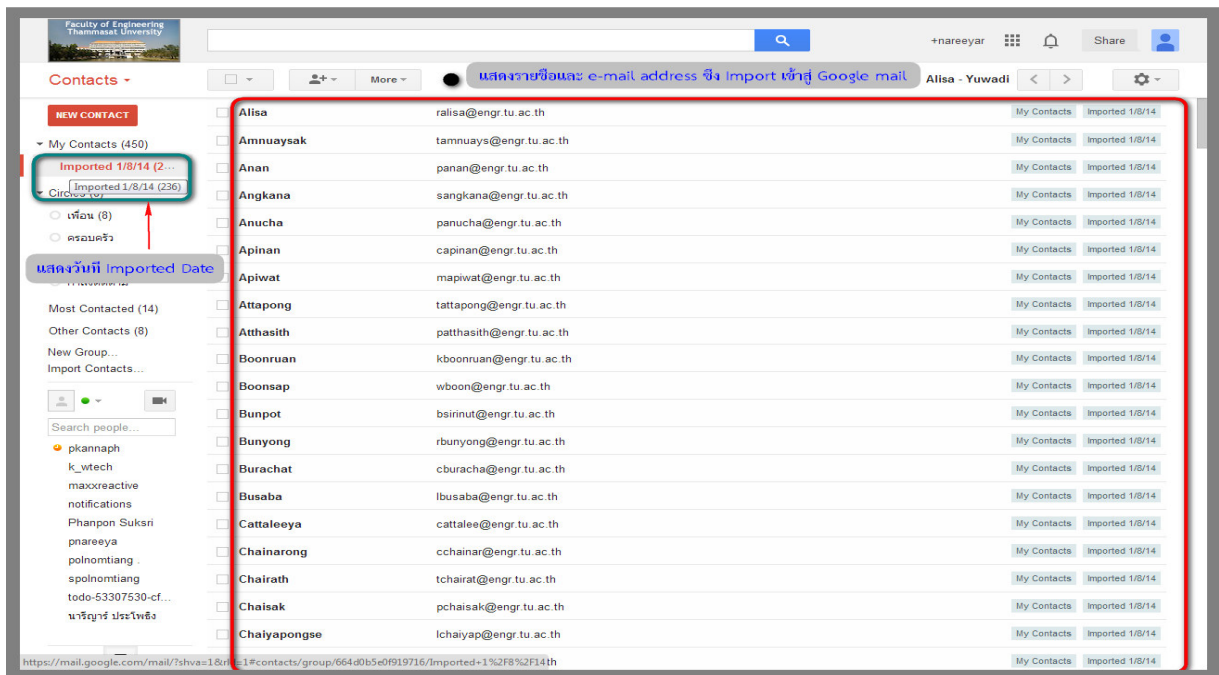 Faculty of Engineering
Thammasat Unversity
+nareeyar
Share
Contacts
More
แสดงรายชื่อและ e-mail address ซึ่ง Import เข้าสู่ Google mail
Alisa - Yuwadi
NEW CONTACT
My Contacts (450)
Imported 1/8/14 (2...
Imported 1/8/14 (236)
เพื่อน (8)
ครอบครัว
แสดงวันที่ Imported Date
Most Contacted (14)
Other Contacts (8)
New Group...
Import Contacts...
Search people...
pkannaph
k_wtech
maxxreactive
notifications
Phanpon Suksri
pnareeya
polnomtiang .
spolnomtiang
todo-53307530-cf...
นารีญาร์ ประโพธิง
Alisa ralisa@engr.tu.ac.th My Contacts Imported 1/8/14
Amnuaysak tamnuays@engr.tu.ac.th My Contacts Imported 1/8/14
Anan panan@engr.tu.ac.th My Contacts Imported 1/8/14
Angkana sangkana@engr.tu.ac.th My Contacts Imported 1/8/14
Anucha panucha@engr.tu.ac.th My Contacts Imported 1/8/14
Apinan capinan@engr.tu.ac.th My Contacts Imported 1/8/14
Apiwat mapiwat@engr.tu.ac.th My Contacts Imported 1/8/14
Attapong tattapong@engr.tu.ac.th My Contacts Imported 1/8/14
Atthasith patthasith@engr.tu.ac.th My Contacts Imported 1/8/14
Boonruan kboonruan@engr.tu.ac.th My Contacts Imported 1/8/14
Boonsap wboon@engr.tu.ac.th My Contacts Imported 1/8/14
Bunpot bsirinut@engr.tu.ac.th My Contacts Imported 1/8/14
Bunyong rbunyong@engr.tu.ac.th My Contacts Imported 1/8/14
Burachat cburacha@engr.tu.ac.th My Contacts Imported 1/8/14
Busaba lbusaba@engr.tu.ac.th My Contacts Imported 1/8/14
Cattaleeya cattalee@engr.tu.ac.th My Contacts Imported 1/8/14
Chainarong cchainar@engr.tu.ac.th My Contacts Imported 1/8/14
Chairath tchairat@engr.tu.ac.th My Contacts Imported 1/8/14
Chaisak pchaisak@engr.tu.ac.th My Contacts Imported 1/8/14
Chaiyapongse lchaiyap@engr.tu.ac.th My Contacts Imported 1/8/14
th My Contacts Imported 1/8/14